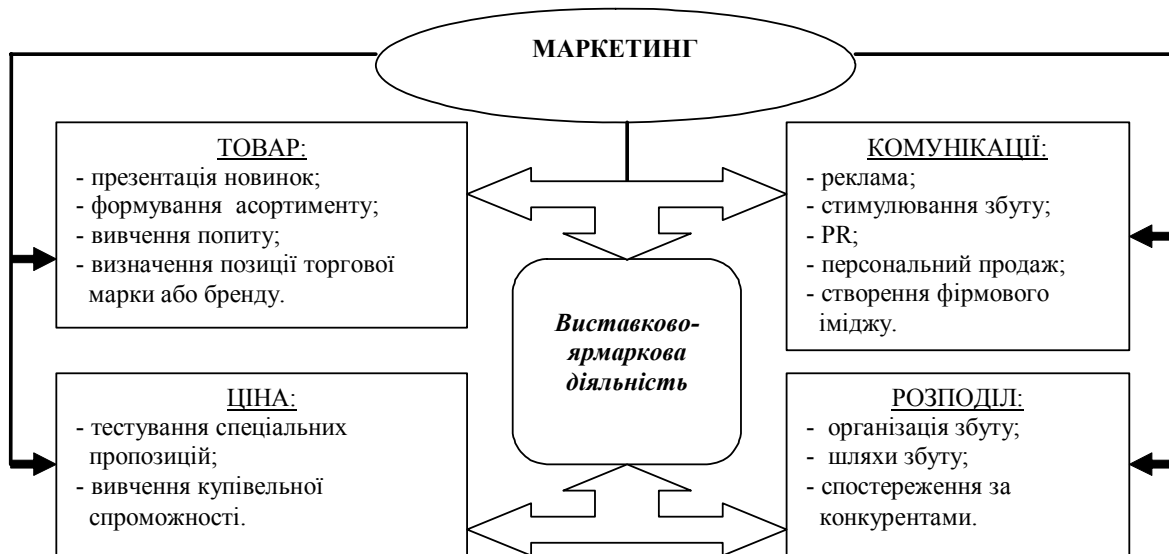 МАРКЕТИНГ
ТОВАР:
- презентація новинок;
- формування асортименту;
- вивчення попиту;
- визначення позиції торгової
марки або бренду.
КОМУНІКАЦІЇ:
- реклама;
- стимулювання збуту;
- PR;
- персональний продаж;
- створення фірмового
іміджу.
Виставково-
ярмаркова
діяльність
ЦІНА:
- тестування спеціальних
пропозицій;
- вивчення купівельної
спроможності.
РОЗПОДІЛ:
- організація збуту;
- шляхи збуту;
- спостереження за
конкурентами.